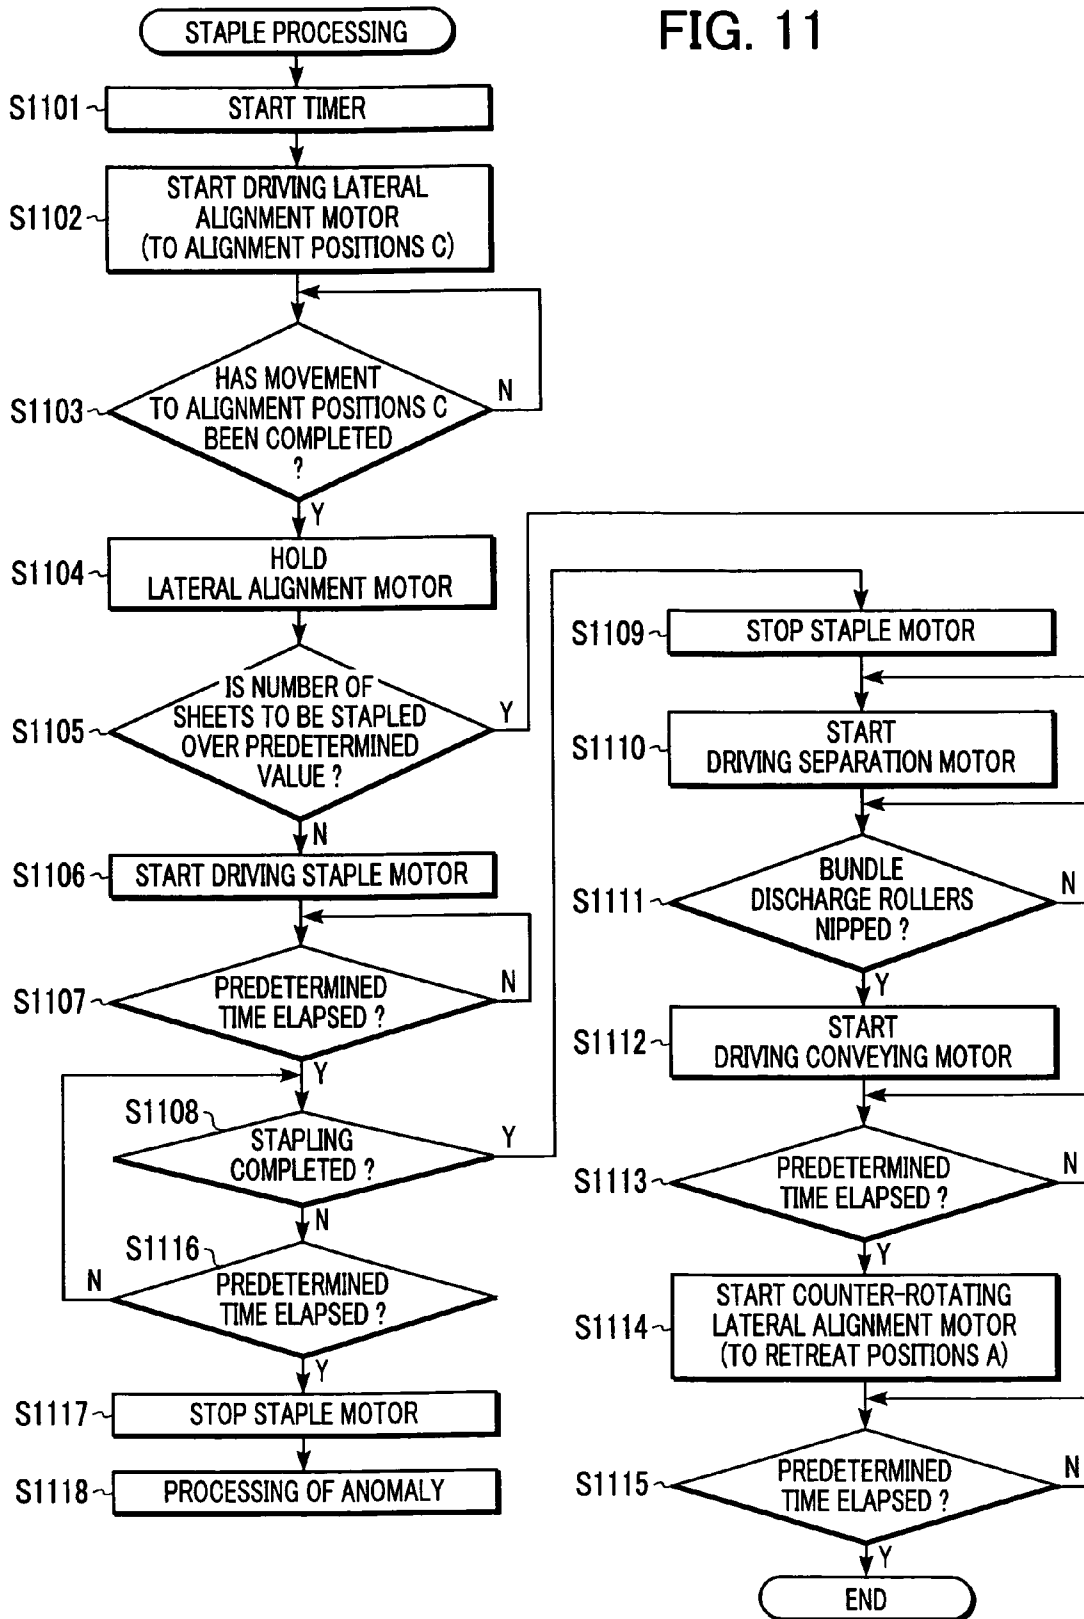 FIG. 11
STAPLE PROCESSING
S1101
START TIMER
S1102
START DRIVING LATERAL
ALIGNMENT MOTOR
(TO ALIGNMENT POSITIONS C)
S1103
HAS MOVEMENT
TO ALIGNMENT POSITIONS C
BEEN COMPLETED
?
N
Y
S1104
HOLD
LATERAL ALIGNMENT MOTOR
S1105
IS NUMBER OF
SHEETS TO BE STAPLED
OVER PREDETERMINED
VALUE ?
Y
N
S1106
START DRIVING STAPLE MOTOR
S1107
PREDETERMINED
TIME ELAPSED ?
N
Y
S1108
STAPLING
COMPLETED ?
Y
N
S1116
PREDETERMINED
TIME ELAPSED ?
N
Y
S1117
STOP STAPLE MOTOR
S1118
PROCESSING OF ANOMALY
S1109
STOP STAPLE MOTOR
S1110
START
DRIVING SEPARATION MOTOR
S1111
BUNDLE
DISCHARGE ROLLERS
NIPPED ?
N
Y
S1112
START
DRIVING CONVEYING MOTOR
S1113
PREDETERMINED
TIME ELAPSED ?
N
Y
S1114
START COUNTER-ROTATING
LATERAL ALIGNMENT MOTOR
(TO RETREAT POSITIONS A)
S1115
PREDETERMINED
TIME ELAPSED ?
N
Y
END